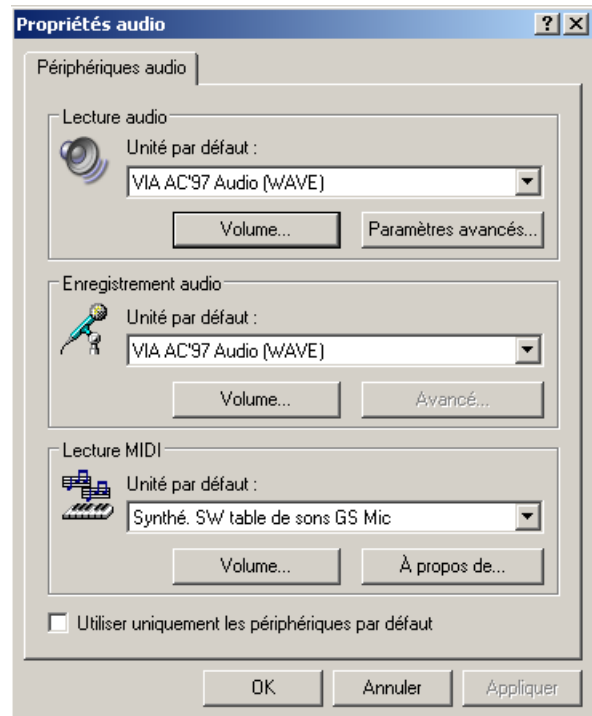 Propriétés audio
Périphériques audio
Lecture audio
Unité par défaut :
VIA AC'97 Audio (WAVE)
Volume... Paramètres avancés...
Enregistrement audio
Unité par défaut :
VIA AC'97 Audio (WAVE)
Volume... Avancé...
Lecture MIDI
Unité par défaut :
Synthé. SW table de sons GS Mic
Volume... À propos de...
Utiliser uniquement les périphériques par défaut
OK Annuler Appliquer